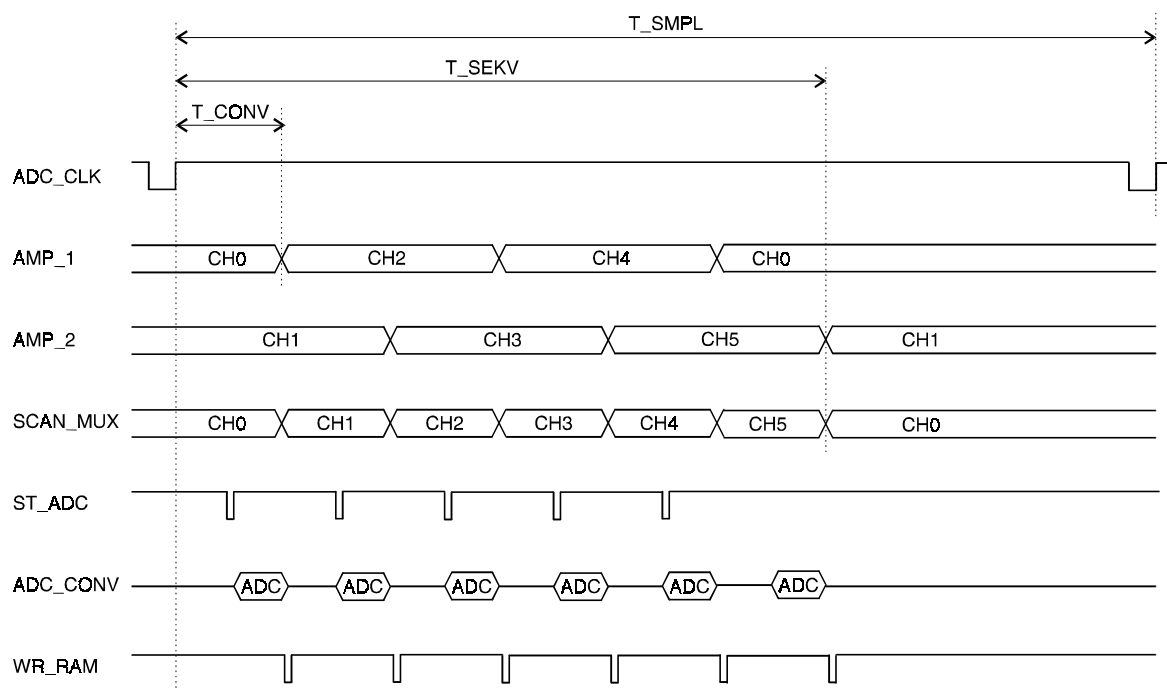 T_SMPL
T_SEKV
T_CONV
ADC_CLK
AMP_1 CH0 CH2 CH4 CH0
AMP_2 CH1 CH3 CH5 CH1
SCAN_MUX CH0 CH1 CH2 CH3 CH4 CH5 CH0
ST_ADC
ADC_CONV ADC ADC ADC ADC ADC ADC
WR_RAM